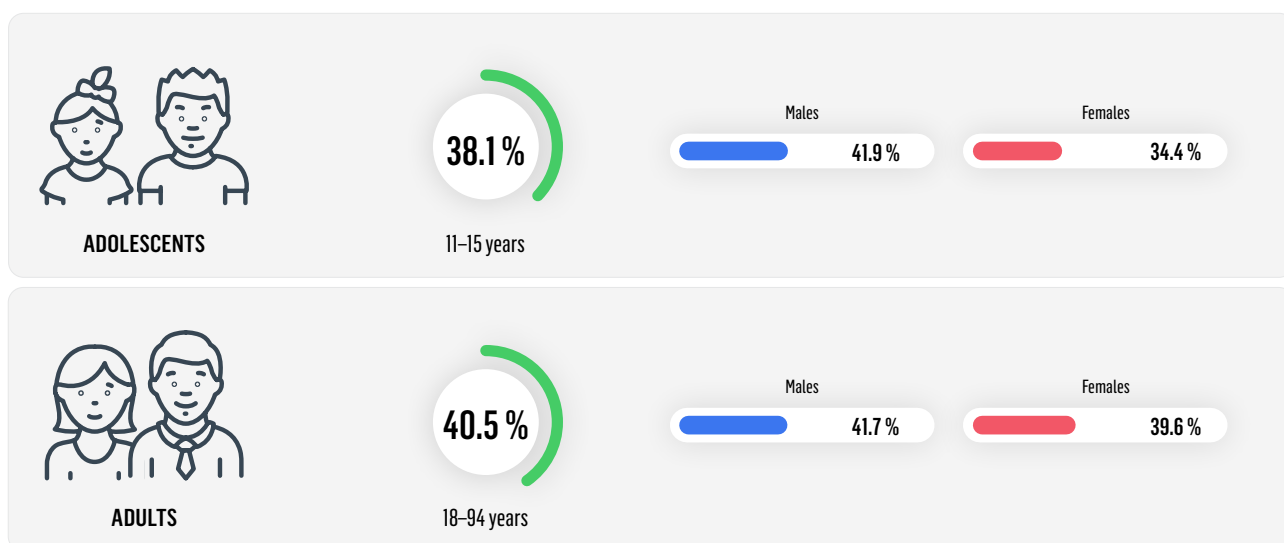 Males
Females
38.1 %
41.9 %
34.4 %
ADOLESCENTS
11–15 years
Males
Females
40.5 %
41.7 %
39.6 %
ADULTS
18–94 years